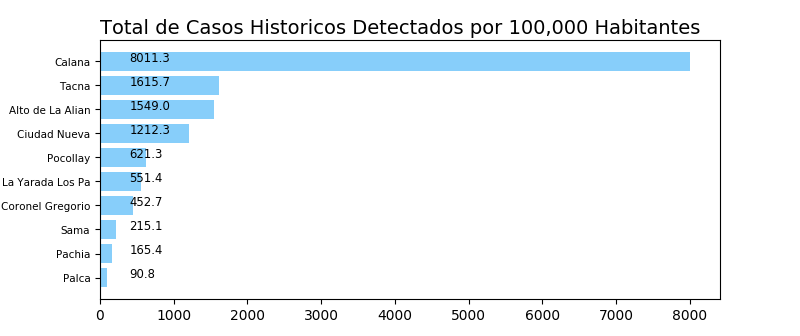 Total de Casos Historicos Detectados por 100,000 Habitantes
Calana 8011.3
Tacna 1615.7
Alto de La Alian 1549.0
Ciudad Nueva 1212.3
Pocollay 621.3
La Yarada Los Pa 551.4
Coronel Gregorio 452.7
Sama 215.1
Pachia 165.4
Palca 90.8
0 1000 2000 3000 4000 5000 6000 7000 8000